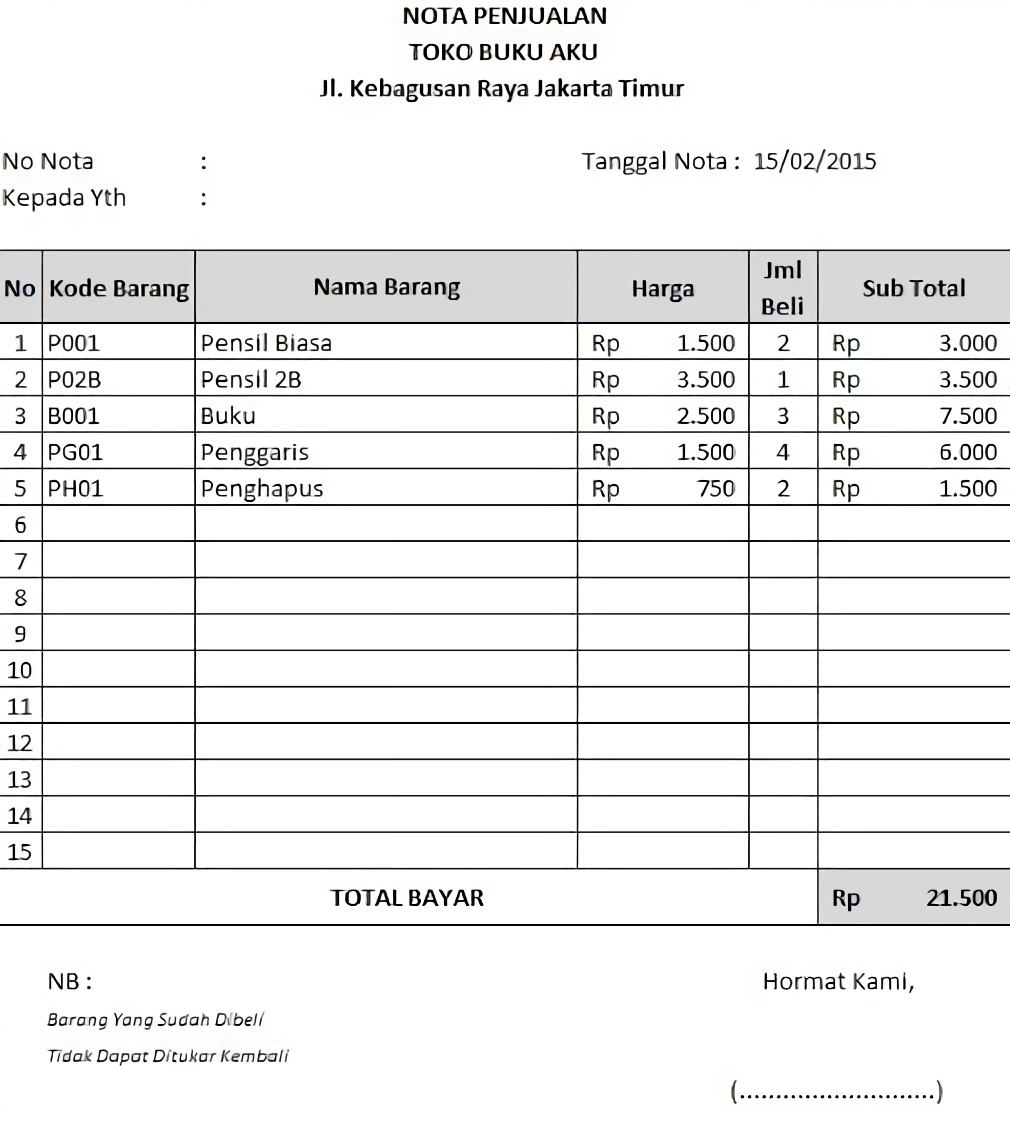 NOTA PENJUALAN
TOKO BUKU AKU
Jl. Kebagusan Raya Jakarta Timur
No Nota : Tanggal Nota : 15/02/2015
Kepada Yth :
No Kode Barang Nama Barang Harga Jml Beli Sub Total
1 P001 Pensil Biasa Rp 1.500 2 Rp 3.000
2 P02B Pensil 2B Rp 3.500 1 Rp 3.500
3 B001 Buku Rp 2.500 3 Rp 7.500
4 PG01 Penggaris Rp 1.500 4 Rp 6.000
5 PH01 Penghapus Rp 750 2 Rp 1.500
6
7
8
9
10
11
12
13
14
15
TOTAL BAYAR Rp 21.500
NB : Hormat Kami,
Barang Yang Sudah Dibeli
Tidak Dapat Ditukar Kembali
(............................)